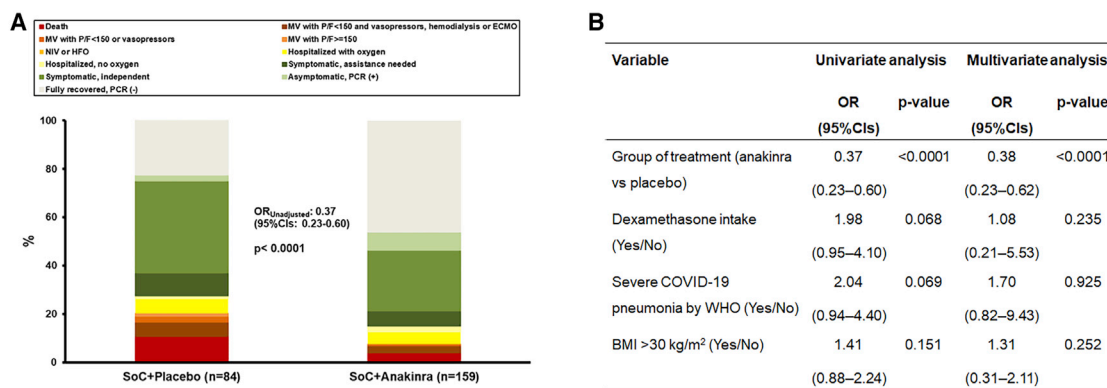 A
Death
MV with P/F<150 and vasopressors, hemodialysis or ECMO
MV with P/F<150 or vasopressors
MV with P/F>=150
NIV or HFO
Hospitalized with oxygen
Hospitalized, no oxygen
Symptomatic, assistance needed
Symptomatic, independent
Asymptomatic, PCR (+)
Fully recovered, PCR (-)
100
80
60
40
20
0
%
ORUnadjusted: 0.37
(95%CIs: 0.23-0.60)
p< 0.0001
SoC+Placebo (n=84)
SoC+Anakinra (n=159)
B
Variable Univariate analysis Multivariate analysis
OR p-value OR p-value
(95%CIs) (95%CIs)
Group of treatment (anakinra 0.37 <0.0001 0.38 <0.0001
vs placebo) (0.23–0.60) (0.23–0.62)
Dexamethasone intake 1.98 0.068 1.08 0.235
(Yes/No) (0.95–4.10) (0.21–5.53)
Severe COVID-19 2.04 0.069 1.70 0.925
pneumonia by WHO (Yes/No) (0.94–4.40) (0.82–9.43)
BMI >30 kg/m² (Yes/No) 1.41 0.151 1.31 0.252
(0.88–2.24) (0.31–2.11)